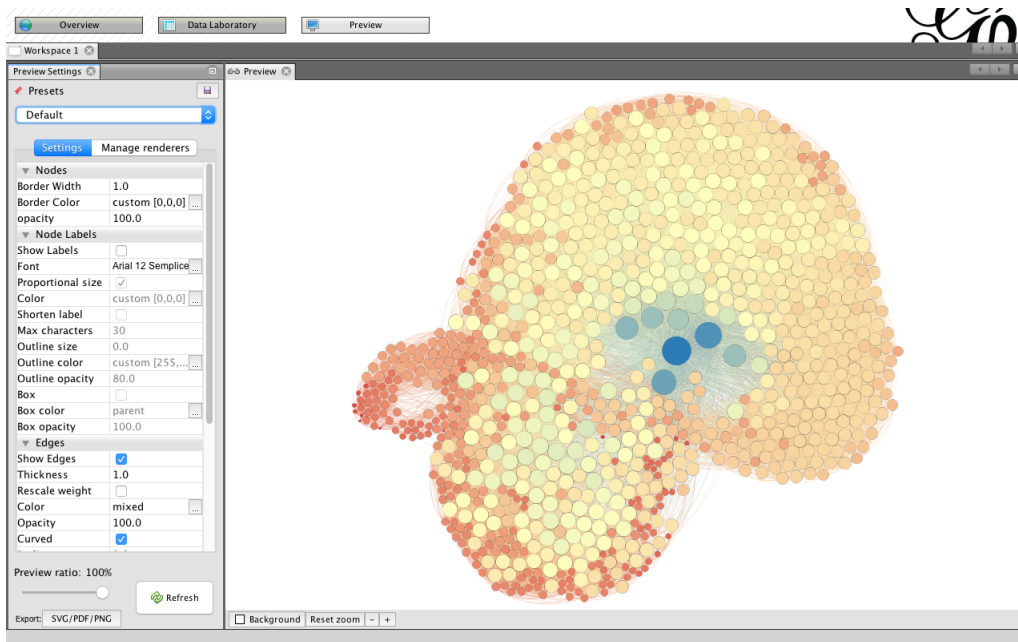 Overview Data Laboratory Preview
Workspace 1
Preview Settings
Preview
Presets
Default
Settings Manage renderers
Nodes
Border Width 1.0
Border Color custom [0,0,0] ...
opacity 100.0
Node Labels
Show Labels
Font Arial 12 Semplice ...
Proportional size
Color custom [0,0,0] ...
Shorten label
Max characters 30
Outline size 0.0
Outline color custom [255,... ...
Outline opacity 80.0
Box
Box color parent ...
Box opacity 100.0
Edges
Show Edges
Thickness 1.0
Rescale weight
Color mixed ...
Opacity 100.0
Curved
Preview ratio: 100%
Refresh
Export: SVG/PDF/PNG
Background Reset zoom - +